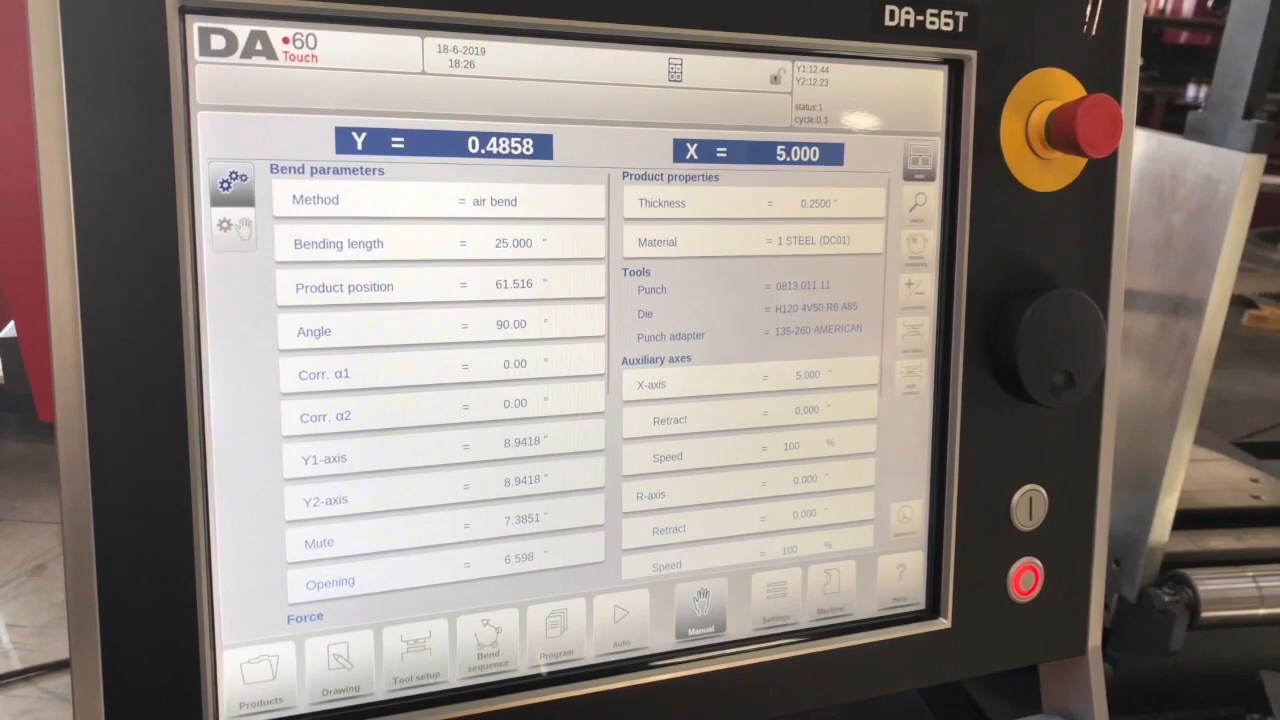 DA-66T
DA•60
Touch
18-6-2019
18:26
Y1:12.44
Y2:12.23
status:1
cycle:0.3
Y = 0.4858
X = 5.000
Bend parameters
Method = air bend
Bending length = 25.000 "
Product position = 61.516 "
Angle = 90.00 °
Corr. α1 = 0.00 °
Corr. α2 = 0.00 °
Y1-axis = 8.9418 "
Y2-axis = 8.9418 "
Mute = 7.3851 "
Opening = 6.598 "
Force
Product properties
Thickness = 0.2500 "
Material = 1 STEEL (DC01)
Tools
Punch = 0813.011.11
Die = H120 4V50 R6 A85
Punch adapter = 135-260 AMERICAN
Auxiliary axes
X-axis = 5.000 "
Retract = 0.000 "
Speed = 100 %
R-axis = 0.000 "
Retract = 0.000 "
Speed = 100 %
Products
Drawing
Tool setup
Bend
sequence
Program
Auto
Manual
Settings
Machine
?